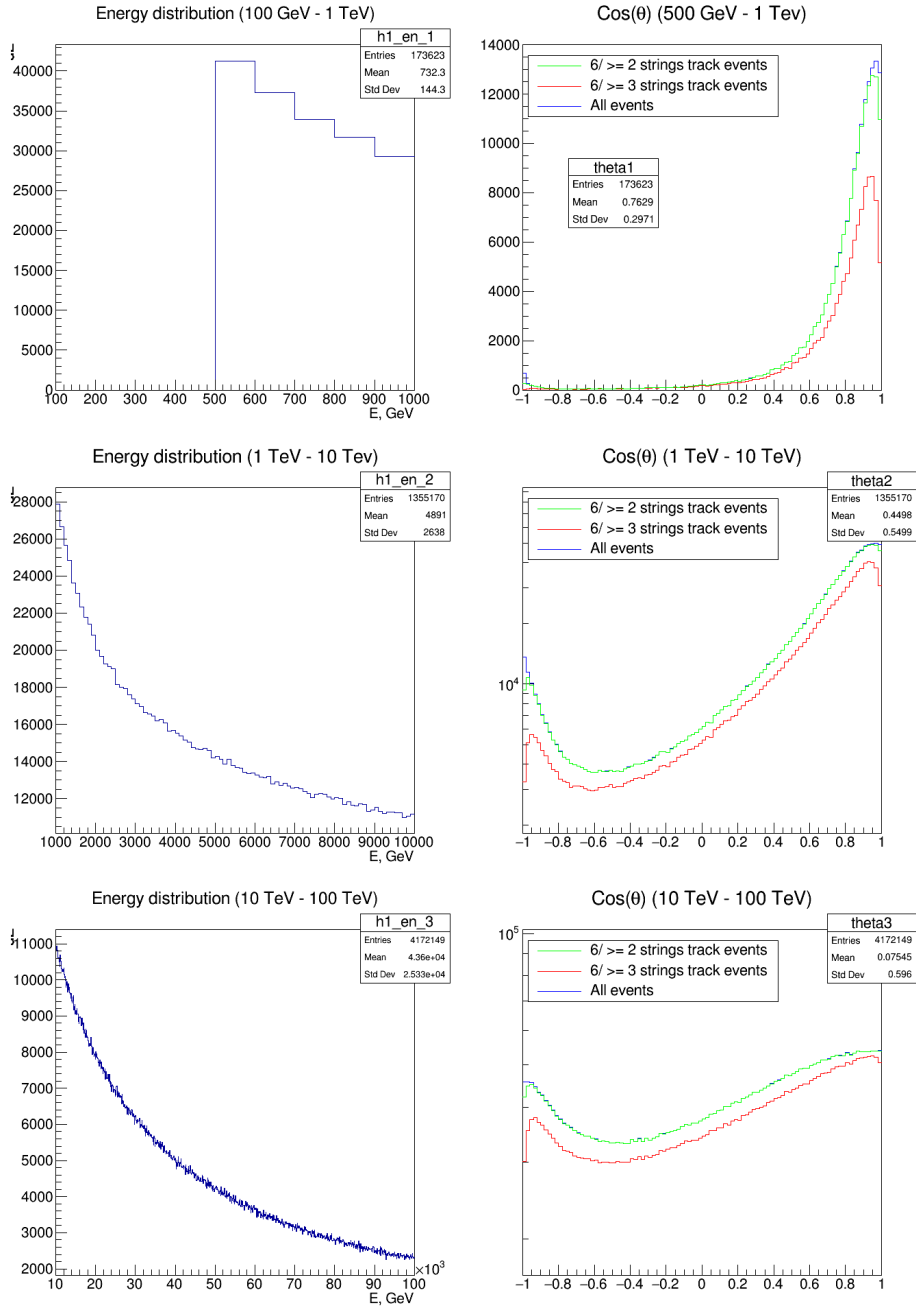 Energy distribution (100 GeV - 1 TeV)
h1_en_1
Entries 173623
Mean 732.3
Std Dev 144.3
40000
35000
30000
25000
20000
15000
10000
5000
0
100 200 300 400 500 600 700 800 900 1000
E, GeV
Cos(θ) (500 GeV - 1 Tev)
6/ >= 2 strings track events
6/ >= 3 strings track events
All events
theta1
Entries 173623
Mean 0.7629
Std Dev 0.2971
14000
12000
10000
8000
6000
4000
2000
0
−1 −0.8 −0.6 −0.4 −0.2 0 0.2 0.4 0.6 0.8 1
Energy distribution (1 TeV - 10 Tev)
h1_en_2
Entries 1355170
Mean 4891
Std Dev 2638
28000
26000
24000
22000
20000
18000
16000
14000
12000
1000 2000 3000 4000 5000 6000 7000 8000 9000 10000
E, GeV
Cos(θ) (1 TeV - 10 TeV)
6/ >= 2 strings track events
6/ >= 3 strings track events
All events
theta2
Entries 1355170
Mean 0.4498
Std Dev 0.5499
10⁴
−1 −0.8 −0.6 −0.4 −0.2 0 0.2 0.4 0.6 0.8 1
Energy distribution (10 TeV - 100 TeV)
h1_en_3
Entries 4172149
Mean 4.36e+04
Std Dev 2.533e+04
11000
10000
9000
8000
7000
6000
5000
4000
3000
2000
10 20 30 40 50 60 70 80 90 100
×10³
E, GeV
Cos(θ) (10 TeV - 100 TeV)
6/ >= 2 strings track events
6/ >= 3 strings track events
All events
theta3
Entries 4172149
Mean 0.07545
Std Dev 0.596
10⁵
−1 −0.8 −0.6 −0.4 −0.2 0 0.2 0.4 0.6 0.8 1